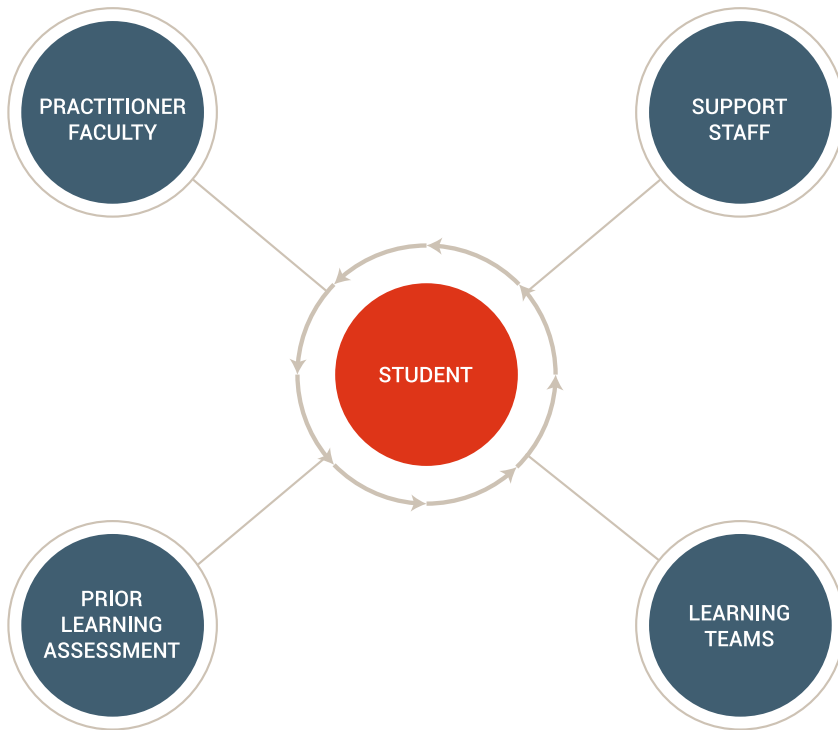 PRACTITIONER
FACULTY
SUPPORT
STAFF
STUDENT
PRIOR
LEARNING
ASSESSMENT
LEARNING
TEAMS